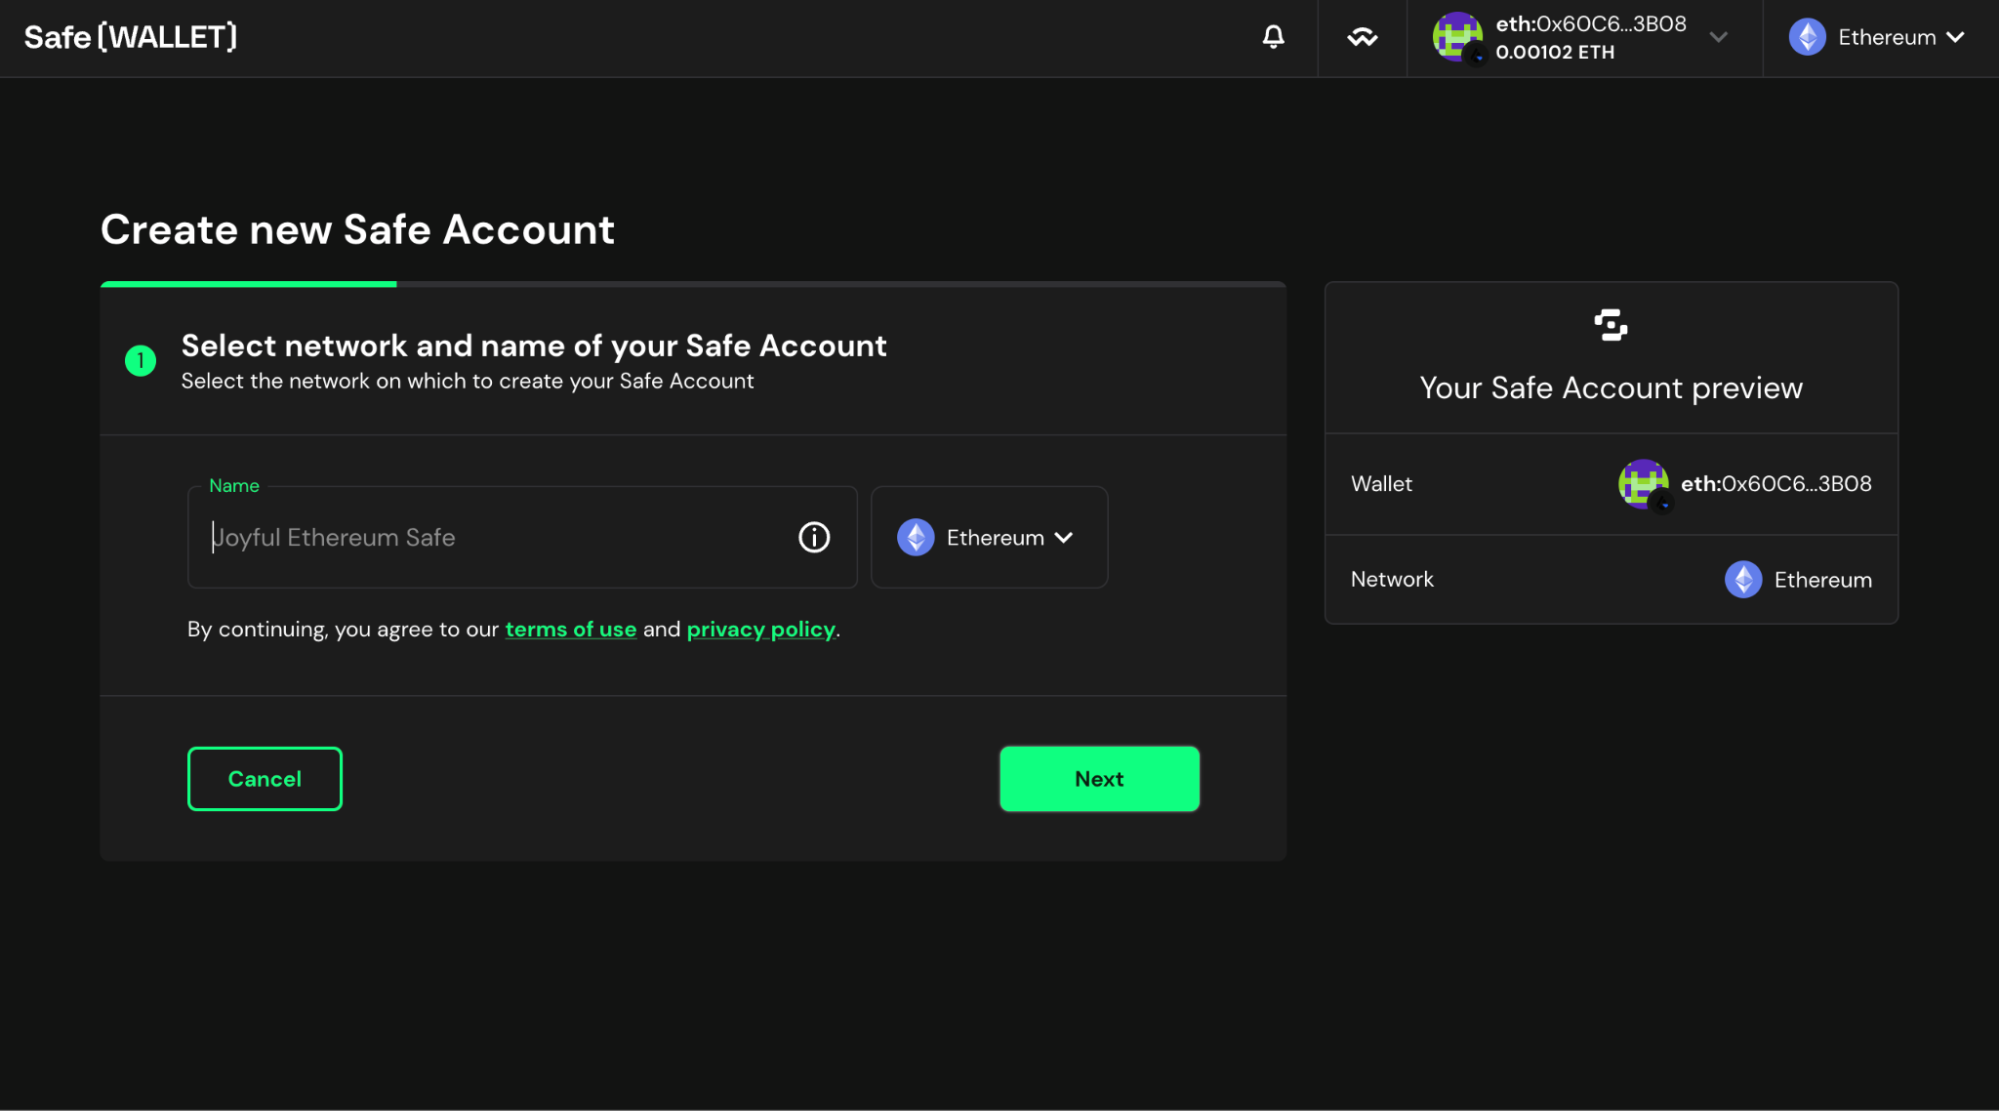 Safe{WALLET}
eth:0x60C6...3B08
0.00102 ETH
Ethereum
Create new Safe Account
1
Select network and name of your Safe Account
Select the network on which to create your Safe Account
Name
Joyful Ethereum Safe
Ethereum
By continuing, you agree to our terms of use and privacy policy.
Cancel
Next
Your Safe Account preview
Wallet
eth:0x60C6...3B08
Network
Ethereum